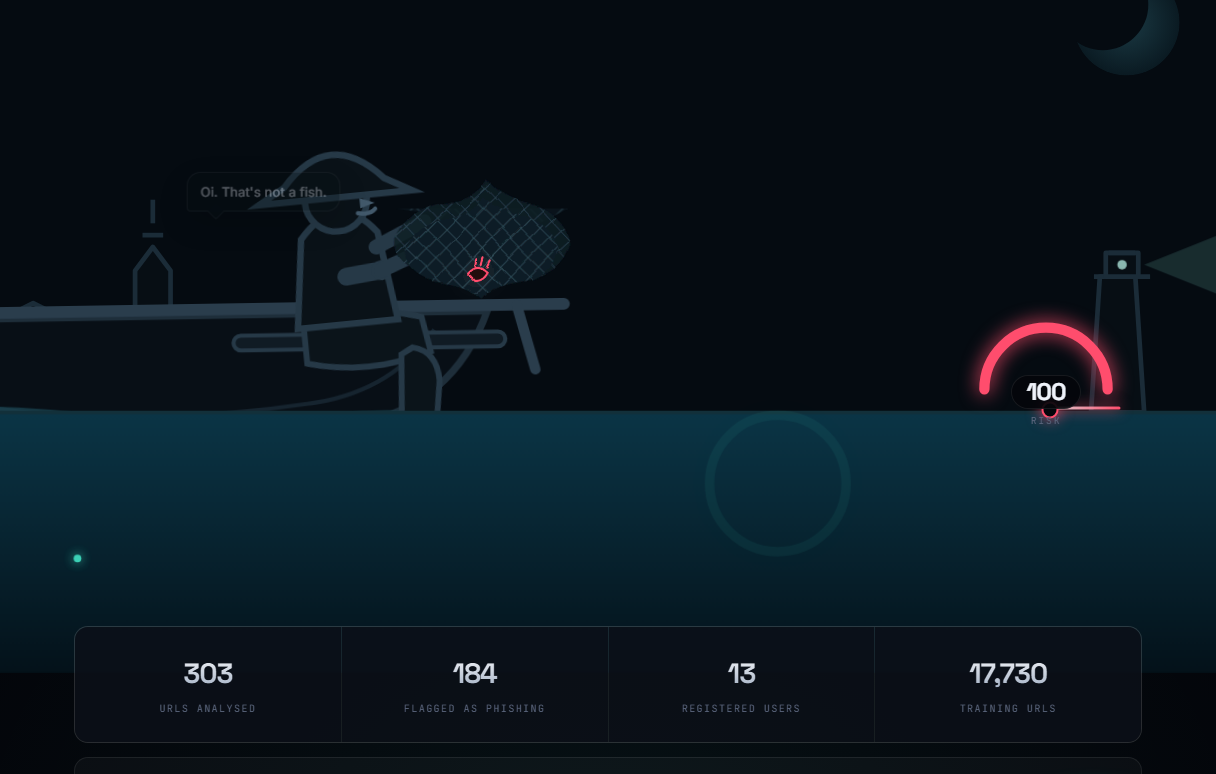 Oi. That's not a fish.
100
RISK
303
URLS ANALYSED
184
FLAGGED AS PHISHING
13
REGISTERED USERS
17,730
TRAINING URLS